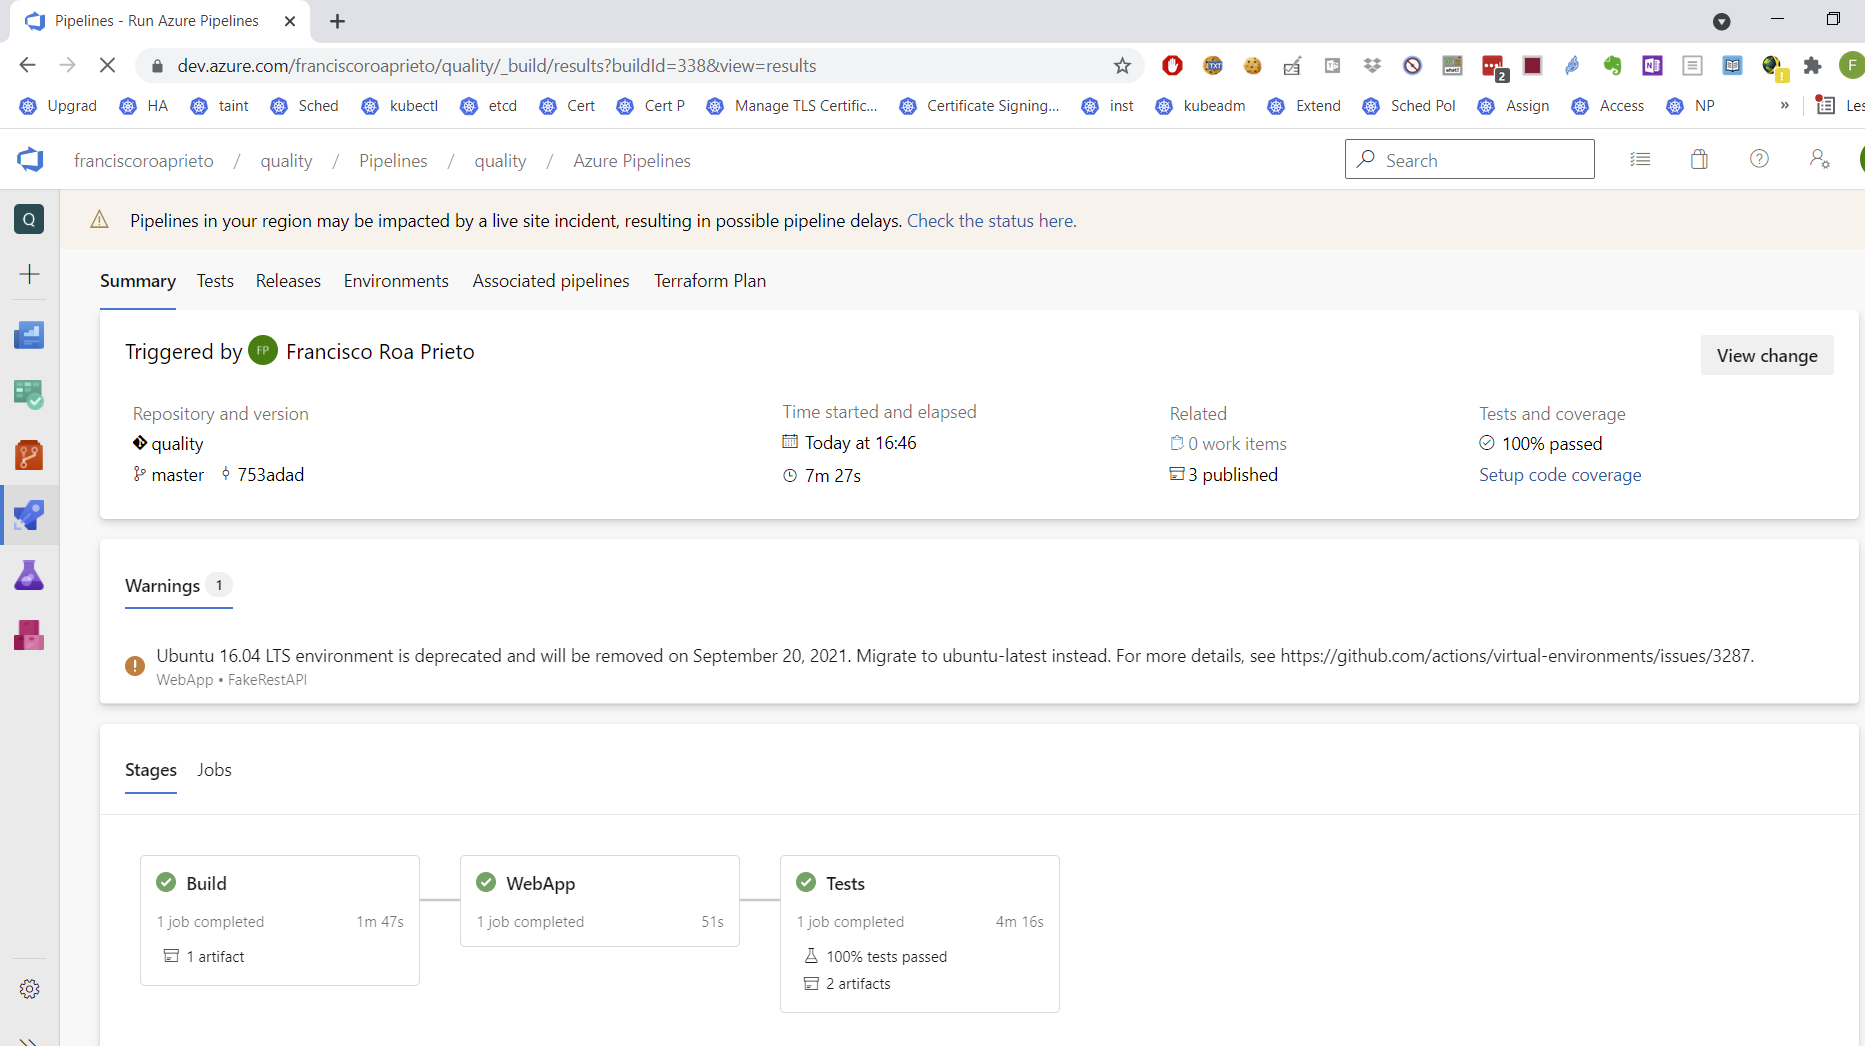 Pipelines - Run Azure Pipelines
dev.azure.com/franciscoroaprieto/quality/_build/results?buildId=338&view=results
2
F
Upgrad HA taint Sched kubectl etcd Cert Cert P Manage TLS Certific... Certificate Signing... inst kubeadm Extend Sched Pol Assign Access NP » Les
franciscoroaprieto / quality / Pipelines / quality / Azure Pipelines
Search
Q
Pipelines in your region may be impacted by a live site incident, resulting in possible pipeline delays. Check the status here.
Summary Tests Releases Environments Associated pipelines Terraform Plan
Triggered by FP Francisco Roa Prieto
View change
Repository and version
quality
master 753adad
Time started and elapsed
Today at 16:46
7m 27s
Related
0 work items
3 published
Tests and coverage
100% passed
Setup code coverage
Warnings 1
Ubuntu 16.04 LTS environment is deprecated and will be removed on September 20, 2021. Migrate to ubuntu-latest instead. For more details, see https://github.com/actions/virtual-environments/issues/3287.
WebApp • FakeRestAPI
Stages Jobs
Build
1 job completed 1m 47s
1 artifact
WebApp
1 job completed 51s
Tests
1 job completed 4m 16s
100% tests passed
2 artifacts